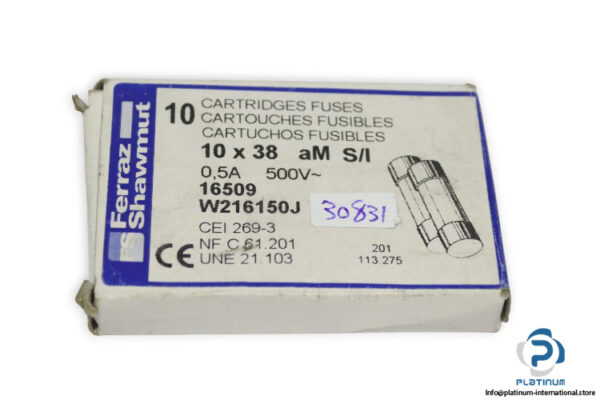 Ferraz
Shawmut
10 CARTRIDGES FUSES
CARTOUCHES FUSIBLES
CARTUCHOS FUSIBLES
10 x 38 aM S/I
0,5A 500V~
16509
W216150J
30831
CEI 269-3
NF C 61.201
UNE 21.103
CE
201
113.275
PLATINUM
Info@platinum-international.store